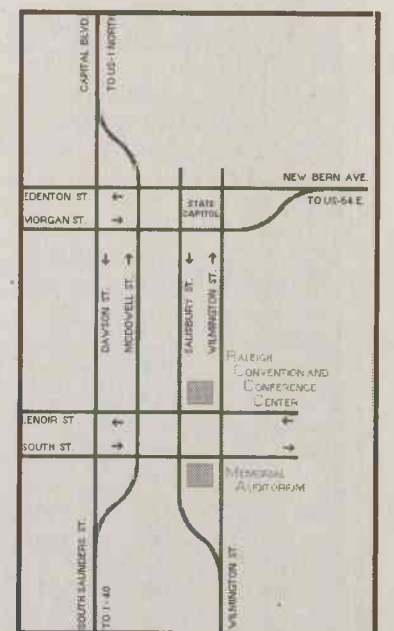 CAPITAL BLVD.
TO US-1 NORTH
NEW BERN AVE.
TO US-64 E.
EDENTON ST.
MORGAN ST.
STATE
CAPITOL
DAWSON ST.
MCDOWELL ST.
SALISBURY ST.
WILMINGTON ST.
RALEIGH
CONVENTION AND
CONFERENCE
CENTER
LENOIR ST.
SOUTH ST.
MEMORIAL
AUDITORIUM
SOUTH SAUNDERS ST.
TO I-40
WILMINGTON ST.